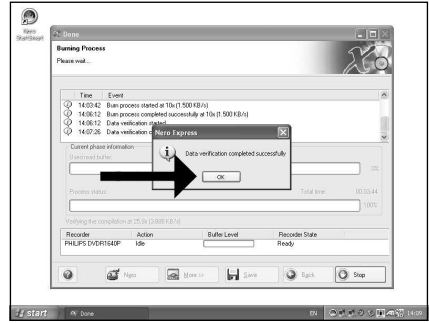 Nero
StartSmart
Done
Burning Process
Please wait...
Time Event
14:03:42 Burn process started at 10x (1.500 KB/s)
14:06:12 Burn process completed successfully at 10x (1.500 KB/s)
14:06:12 Data verification started
14:07:26 Data verification c
Nero Express
Data verification completed successfully
OK
Current phase information
Used read buffer:
0%
Process status:
Total time:
00:03:44
100%
Verifying the compilation at 25.9x (3.889 KB/s)
Recorder Action Buffer Level Recorder State
PHILIPS DVDR1640P Idle Ready
New
More >>
Save
Back
Stop
start
Done
EN
14:09